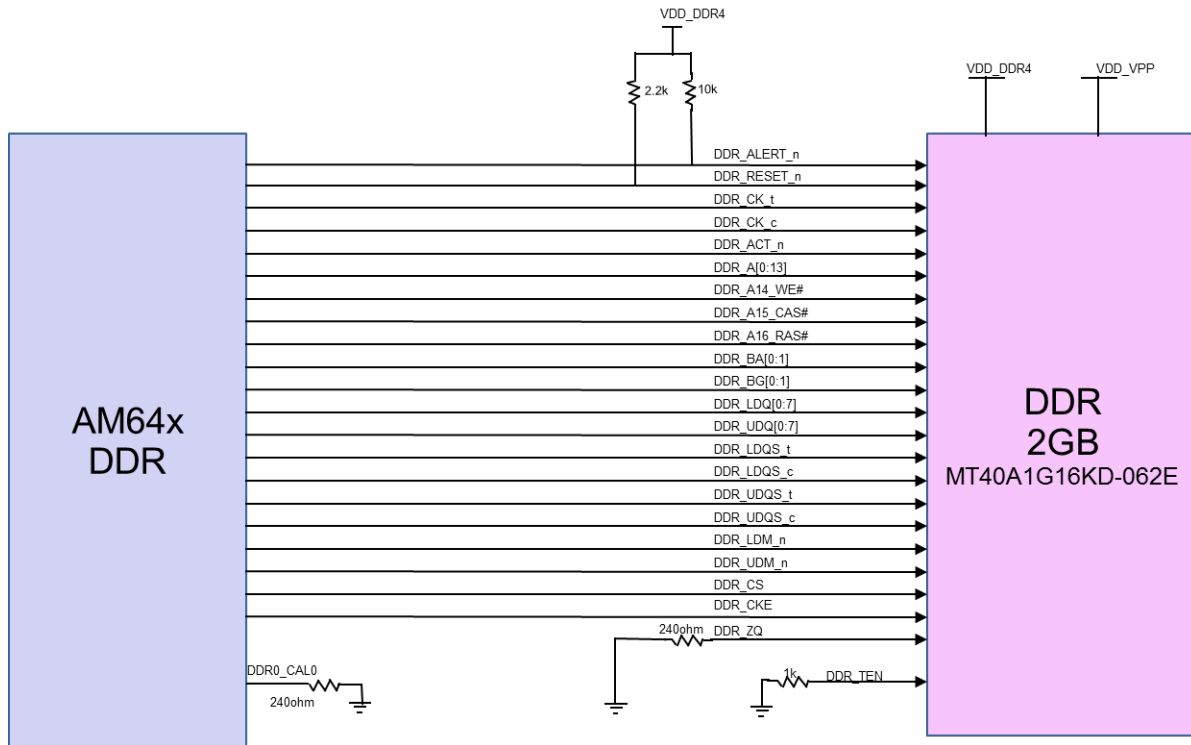 VDD_DDR4
2.2k
10k
VDD_DDR4
VDD_VPP
DDR_ALERT_n
DDR_RESET_n
DDR_CK_t
DDR_CK_c
DDR_ACT_n
DDR_A[0:13]
DDR_A14_WE#
DDR_A15_CAS#
DDR_A16_RAS#
DDR_BA[0:1]
DDR_BG[0:1]
DDR_LDQ[0:7]
DDR_UDQ[0:7]
DDR_LDQS_t
DDR_LDQS_c
DDR_UDQS_t
DDR_UDQS_c
DDR_LDM_n
DDR_UDM_n
DDR_CS
DDR_CKE
240ohm
DDR_ZQ
1k
DDR_TEN
AM64x
DDR
DDR0_CAL0
240ohm
DDR
2GB
MT40A1G16KD-062E